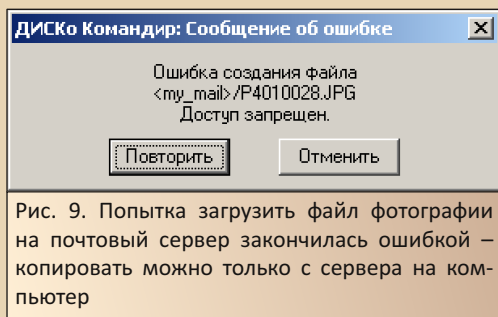 ДИСКо Командир: Сообщение об ошибке
Ошибка создания файла
<my_mail>/P4010028.JPG
Доступ запрещен.
Повторить Отменить
Рис. 9. Попытка загрузить файл фотографии
на почтовый сервер закончилась ошибкой –
копировать можно только с сервера на ком-
пьютер